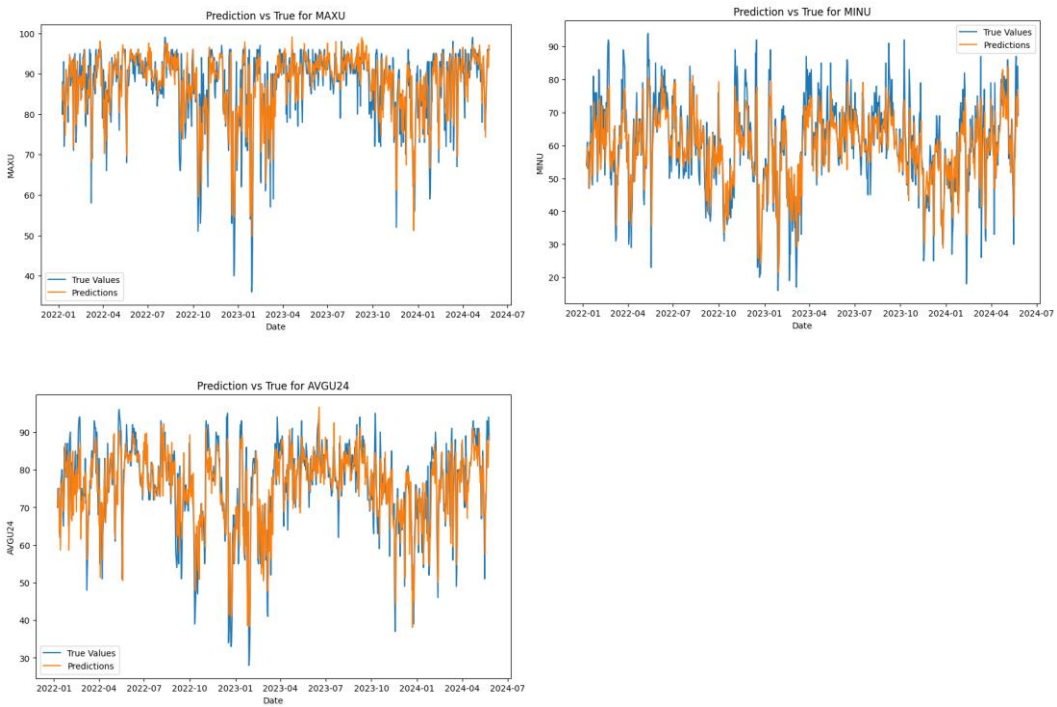 Prediction vs True for MAXU
100
90
80
70
60
50
40
MAXU
True Values
Predictions
2022-01 2022-04 2022-07 2022-10 2023-01 2023-04 2023-07 2023-10 2024-01 2024-04 2024-07
Date
Prediction vs True for MINU
True Values
Predictions
90
80
70
60
50
40
30
20
MINU
2022-01 2022-04 2022-07 2022-10 2023-01 2023-04 2023-07 2023-10 2024-01 2024-04 2024-07
Date
Prediction vs True for AVGU24
90
80
70
60
50
40
30
AVGU24
True Values
Predictions
2022-01 2022-04 2022-07 2022-10 2023-01 2023-04 2023-07 2023-10 2024-01 2024-04 2024-07
Date